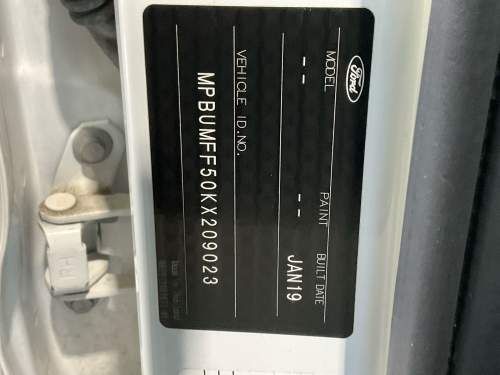 Ford
MODEL PAINT BUILT DATE
-- -- JAN19
VEHICLE ID.NO.
MPBUMFF50KX209023